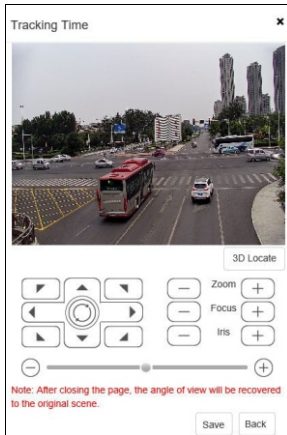 Tracking Time
3D Locate
Zoom
Focus
Iris
Note: After closing the page, the angle of view will be recovered
to the original scene.
Save Back